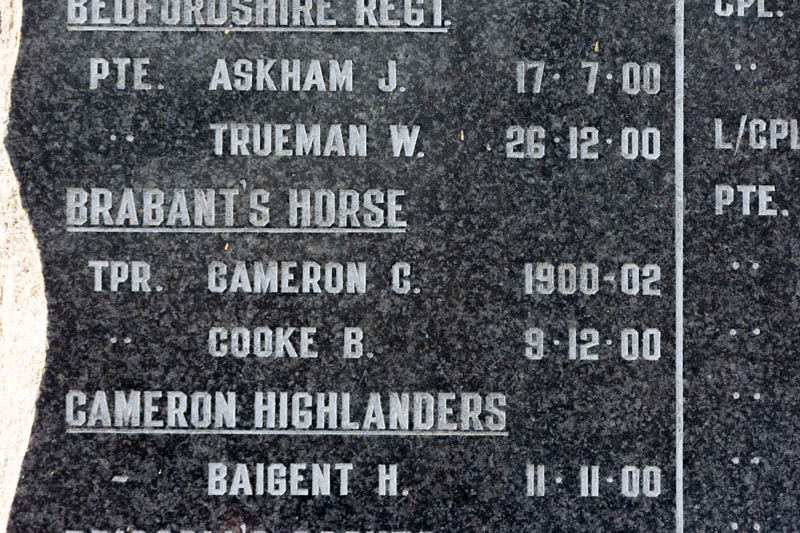 BEDFORDSHIRE REGT. CPL.
PTE. ASKHAM J. 17· 7·00 "
" TRUEMAN W. 26·12·00 L/CPL
BRABANT'S HORSE PTE.
TPR. CAMERON C. 1900-02 "
" COOKE B. 9·12·00 "
CAMERON HIGHLANDERS "
- BAIGENT H. 11·11·00 "